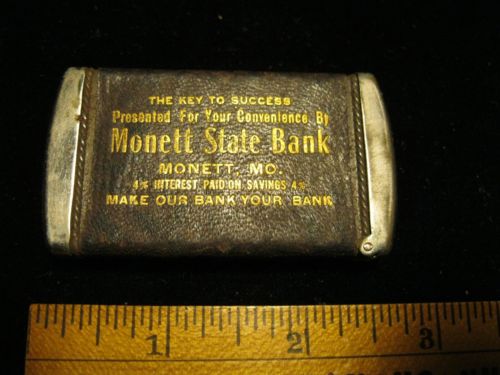 THE KEY TO SUCCESS
Presented For Your Convenience By
Monett State Bank
MONETT, MO.
4% INTEREST PAID ON SAVINGS 4%
MAKE OUR BANK YOUR BANK
1 2 3